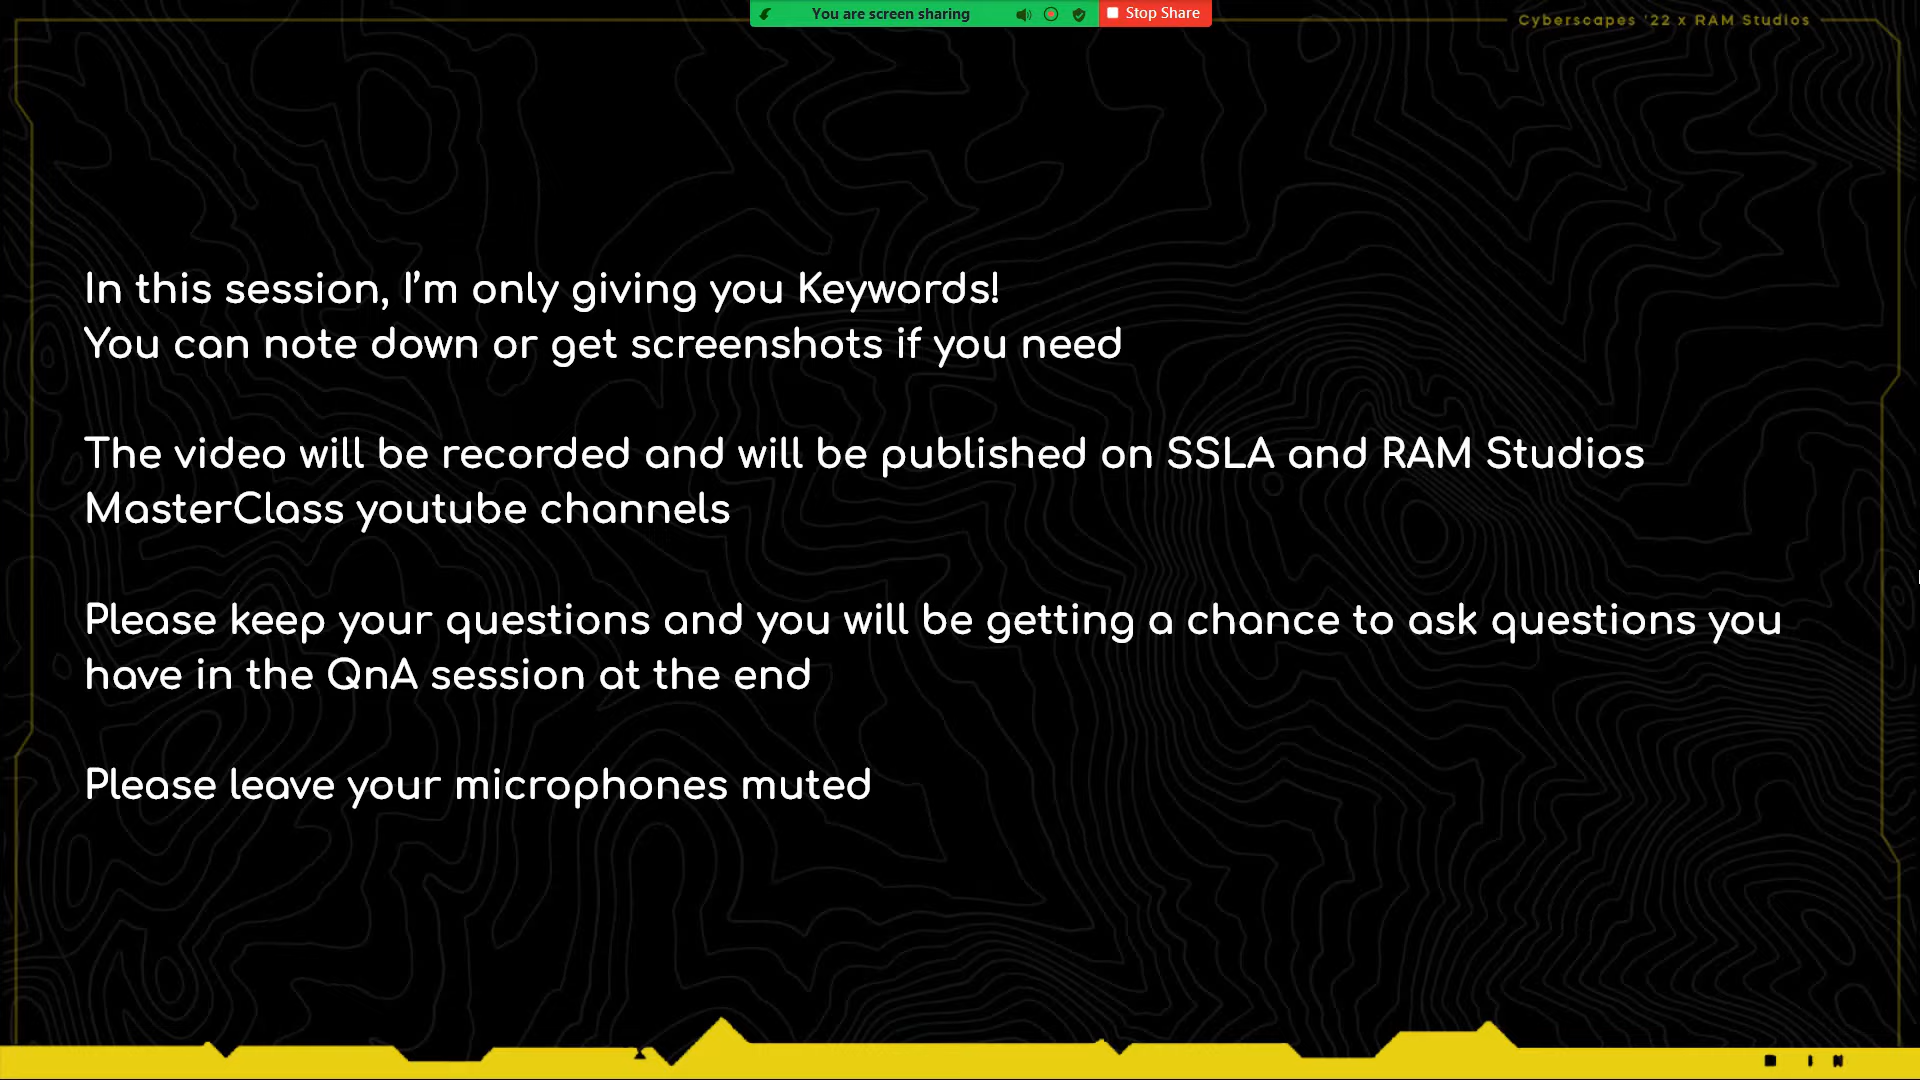 You are screen sharing
Stop Share
Cyberscapes '22 x RAM Studios
In this session, I'm only giving you Keywords!
You can note down or get screenshots if you need
The video will be recorded and will be published on SSLA and RAM Studios
MasterClass youtube channels
Please keep your questions and you will be getting a chance to ask questions you
have in the QnA session at the end
Please leave your microphones muted